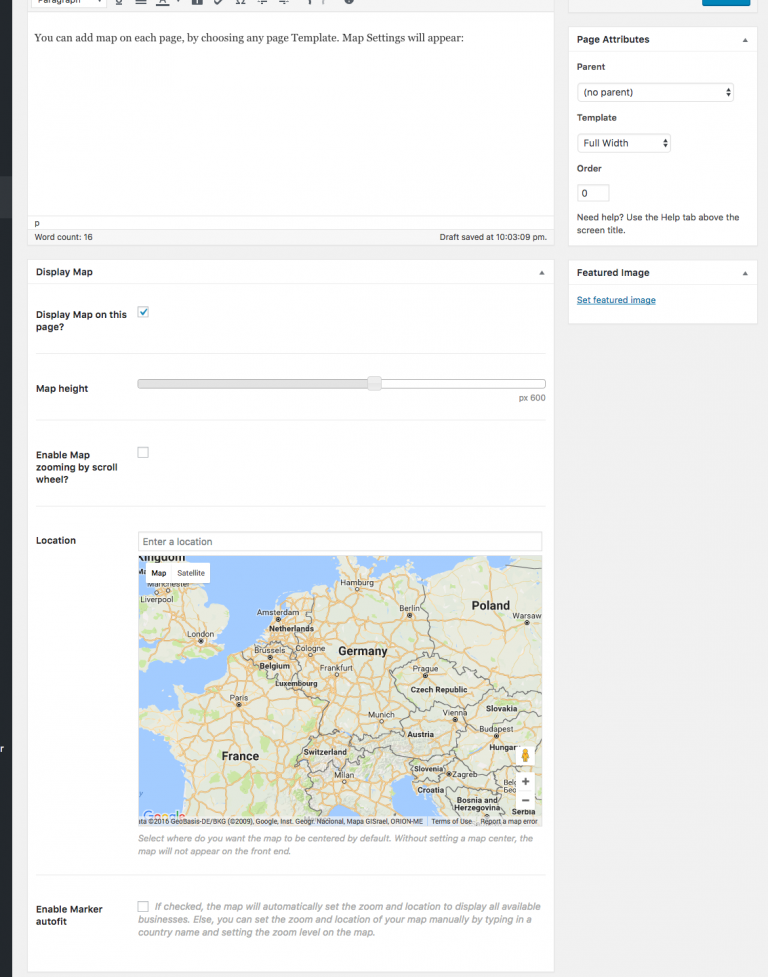 Paragraph
You can add map on each page, by choosing any page Template. Map Settings will appear:
p
Word count: 16
Draft saved at 10:03:09 pm.
Display Map
Display Map on this
page?
Map height
px 600
Enable Map
zooming by scroll
wheel?
Location
Enter a location
Kingdom
Map
Satellite
Manchester
Liverpool
Hamburg
Amsterdam
Berlin
Poland
Warsaw
Netherlands
London
Brussels
Cologne
Germany
Belgium
Frankfurt
Prague
Luxembourg
Czech Republic
Paris
Munich
Vienna
Slovakia
Austria
Budapest
Hungar
France
Switzerland
Milan
Slovenia
Zagreb
Croatia
Bosnia and
Herzegovina
Serbia
Google
ta ©2016 GeoBasis-DE/BKG (©2009), Google, Inst. Geogr. Nacional, Mapa GISrael, ORION-ME
Terms of Use
Report a map error
Select where do you want the map to be centered by default. Without setting a map center, the
map will not appear on the front end.
Enable Marker
autofit
If checked, the map will automatically set the zoom and location to display all available
businesses. Else, you can set the zoom and location of your map manually by typing in a
country name and setting the zoom level on the map.
Page Attributes
Parent
(no parent)
Template
Full Width
Order
0
Need help? Use the Help tab above the
screen title.
Featured Image
Set featured image
r